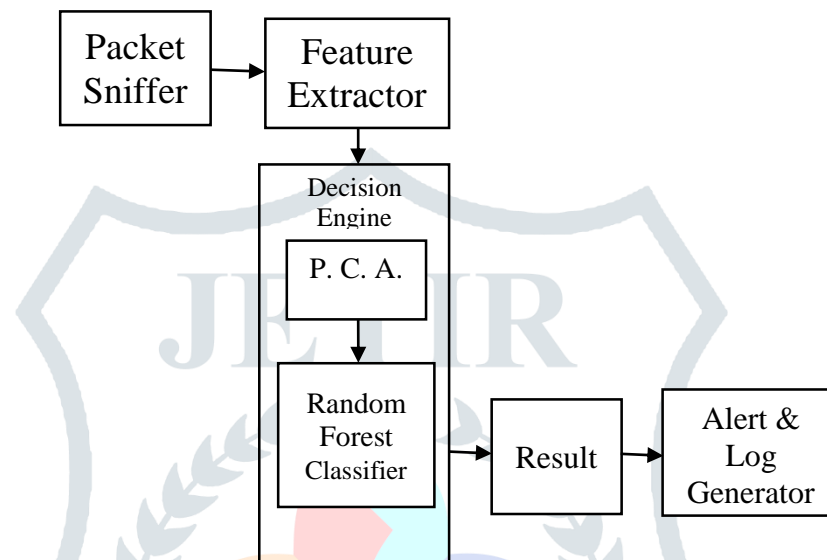 Packet
Sniffer
Feature
Extractor
Decision
Engine
P. C. A.
Random
Forest
Classifier
Result
Alert &
Log
Generator
JETIR